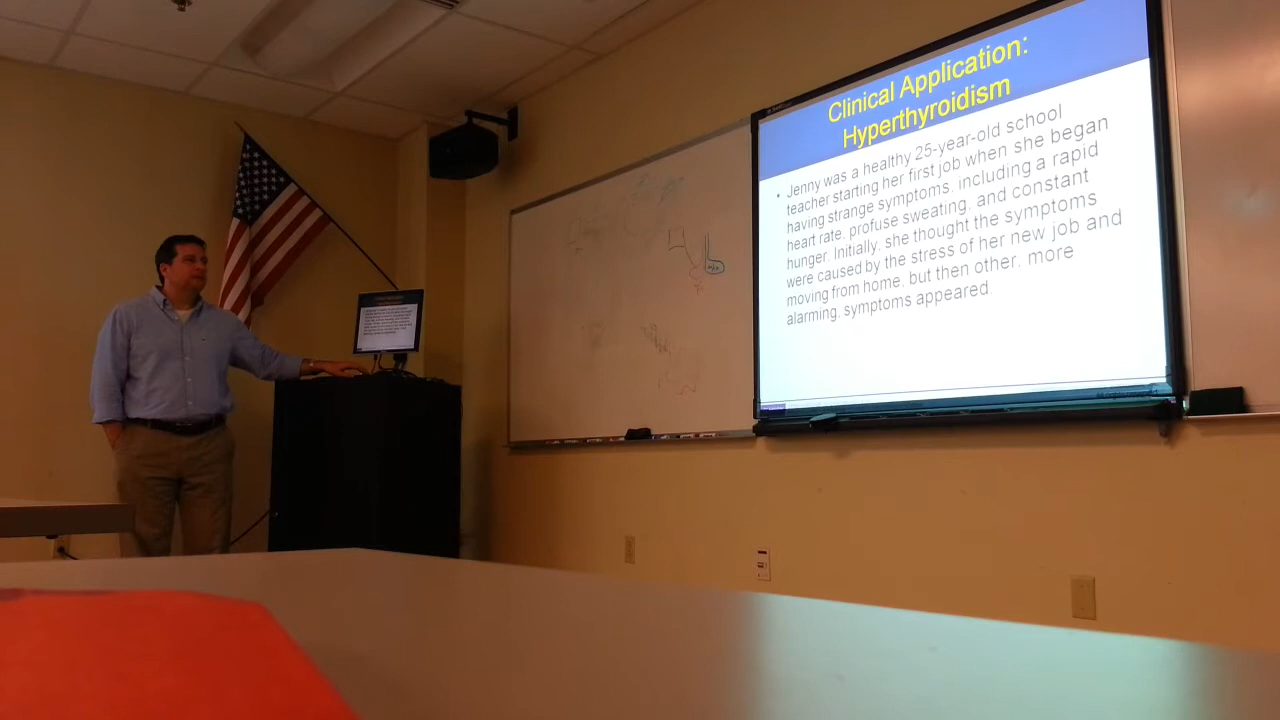 Clinical Application:
Hyperthyroidism
• Jenny was a healthy 25-year-old school
teacher starting her first job when she began
having strange symptoms, including a rapid
heart rate, profuse sweating, and constant
hunger. Initially, she thought the symptoms
were caused by the stress of her new job and
moving from home, but then other, more
alarming, symptoms appeared.